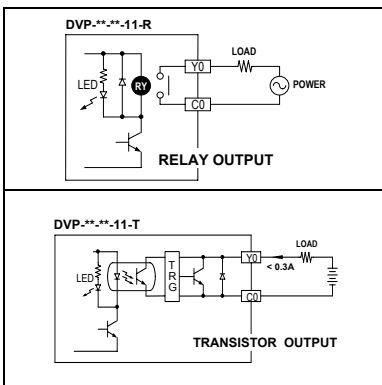 DVP-**-**-11-R
LOAD
LED
RY
Y0
C0
POWER
RELAY OUTPUT
DVP-**-**-11-T
LOAD
Y0
< 0.3A
LED
T
R
G
C0
TRANSISTOR OUTPUT